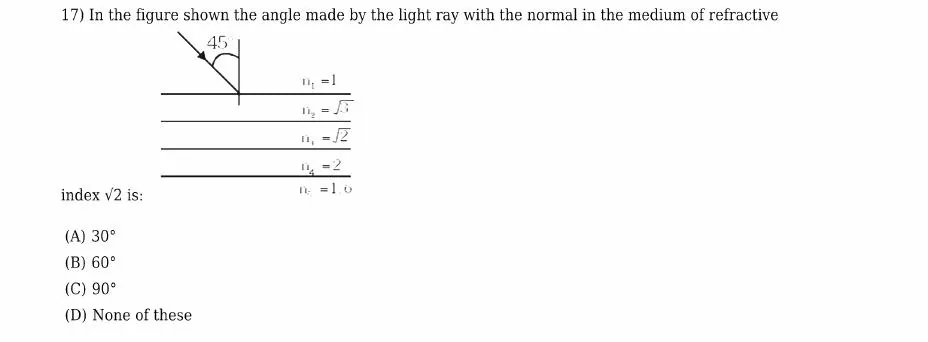 17) In the figure shown the angle made by the light ray with the normal in the medium of refractive
45°
n₁ =1
n₂ = √3
= √2
n₄ =2
index √2 is:
(A) 30°
(B) 60°
(C) 90°
(D) None of these